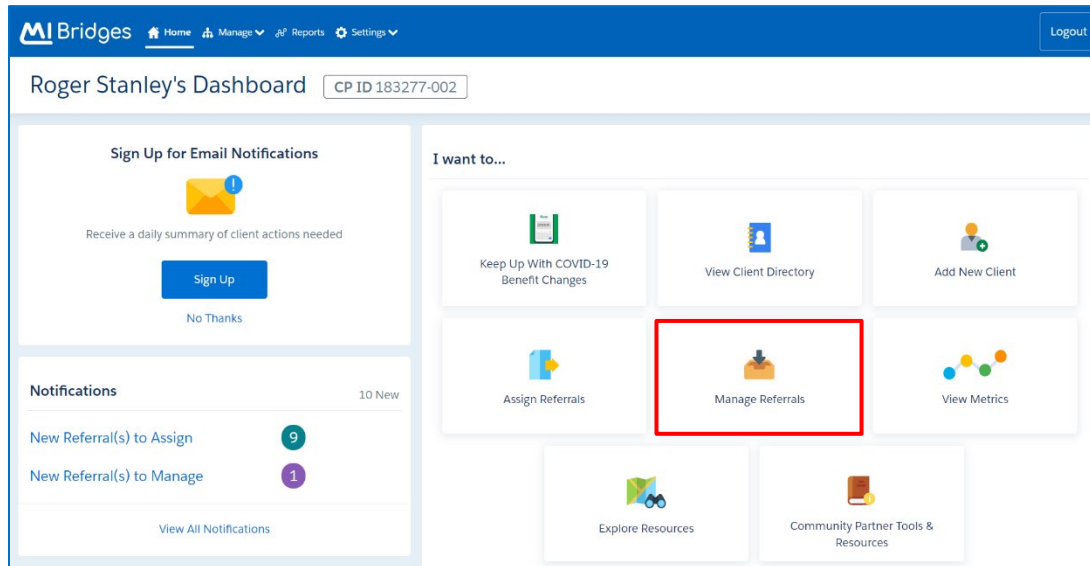 MI Bridges Home Manage Reports Settings Logout
Roger Stanley's Dashboard CP ID 183277-002
Sign Up for Email Notifications
!
Receive a daily summary of client actions needed
Sign Up
No Thanks
Notifications 10 New
New Referral(s) to Assign 9
New Referral(s) to Manage 1
View All Notifications
I want to...
Keep Up With COVID-19
Benefit Changes
View Client Directory
Add New Client
Assign Referrals
Manage Referrals
View Metrics
Explore Resources
Community Partner Tools &
Resources